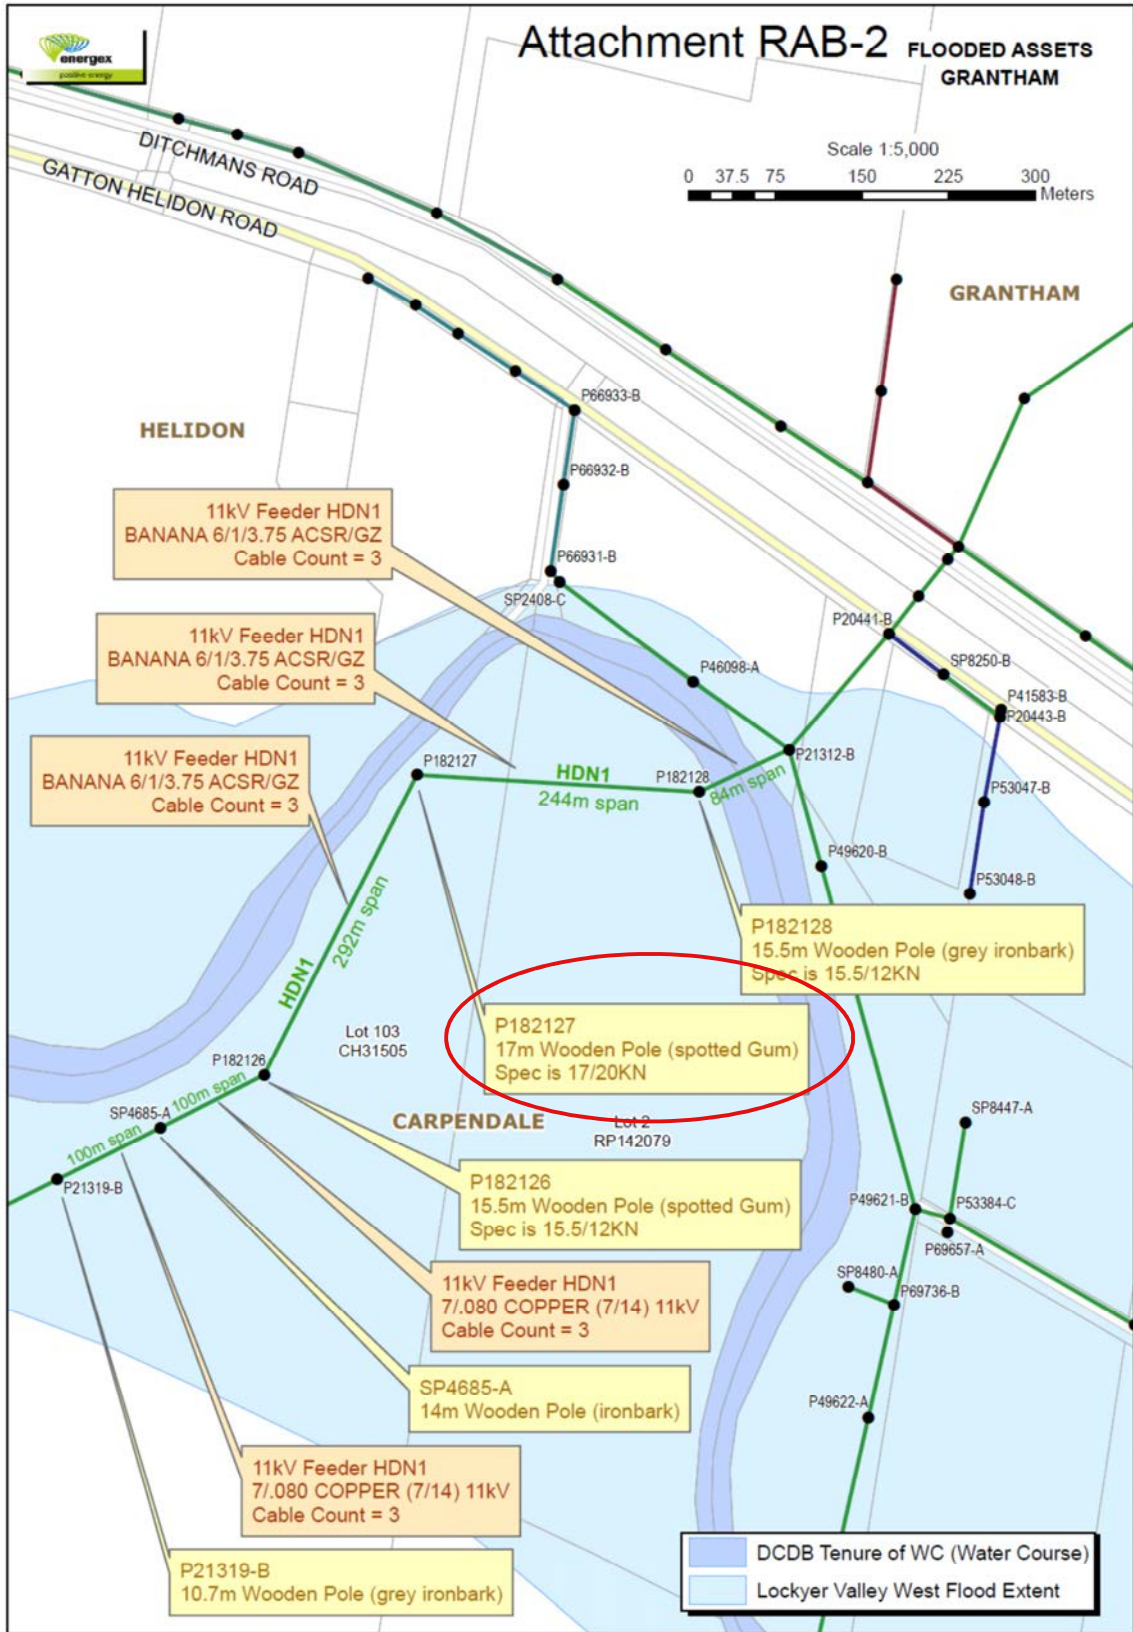 energex
positive energy
Attachment RAB-2
FLOODED ASSETS
GRANTHAM
Scale 1:5,000
0 37.5 75 150 225 300
Meters
DITCHMANS ROAD
GATTON HELIDON ROAD
GRANTHAM
HELIDON
P66933-B
P66932-B
P66931-B
SP2408-C
11kV Feeder HDN1
BANANA 6/1/3.75 ACSR/GZ
Cable Count = 3
11kV Feeder HDN1
BANANA 6/1/3.75 ACSR/GZ
Cable Count = 3
11kV Feeder HDN1
BANANA 6/1/3.75 ACSR/GZ
Cable Count = 3
P20441-B
SP8250-B
P46098-A
P41583-B
P20443-B
P21312-B
P182127
HDN1
244m span
P182128
84m span
P53047-B
P49620-B
P53048-B
P182128
15.5m Wooden Pole (grey ironbark)
Spec is 15.5/12KN
292m span
HDN1
P182127
17m Wooden Pole (spotted Gum)
Spec is 17/20KN
Lot 103
CH31505
P182126
100m span
SP4685-A
100m span
P21319-B
CARPENDALE
Lot 2
RP142079
SP8447-A
P182126
15.5m Wooden Pole (spotted Gum)
Spec is 15.5/12KN
P49621-B
P53384-C
P69657-A
SP8480-A
P69736-B
11kV Feeder HDN1
7/.080 COPPER (7/14) 11kV
Cable Count = 3
SP4685-A
14m Wooden Pole (ironbark)
P49622-A
11kV Feeder HDN1
7/.080 COPPER (7/14) 11kV
Cable Count = 3
P21319-B
10.7m Wooden Pole (grey ironbark)
DCDB Tenure of WC (Water Course)
Lockyer Valley West Flood Extent